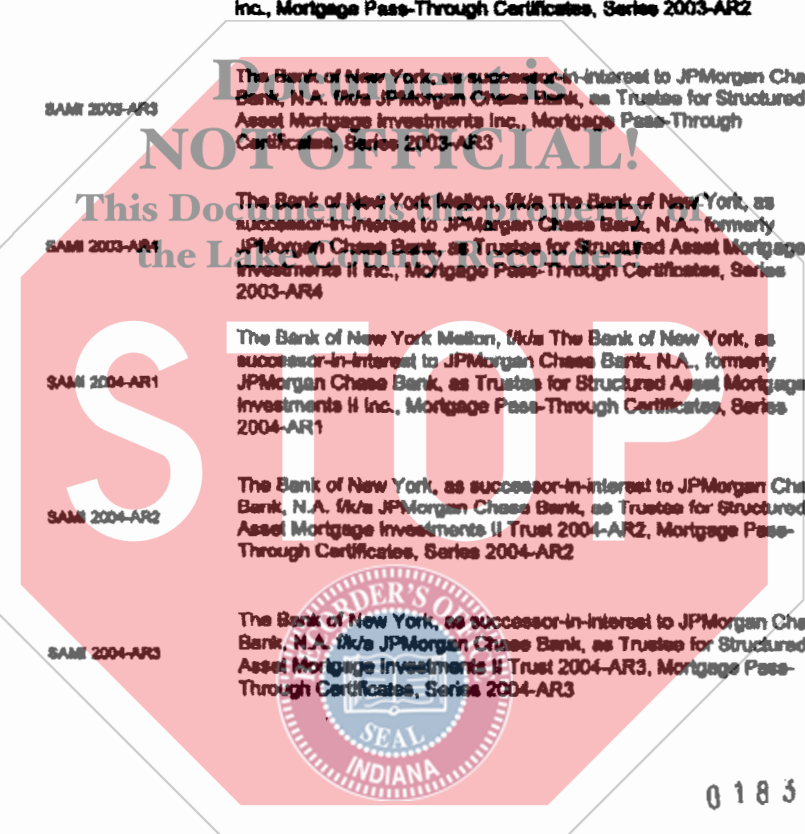 Inc., Mortgage Pass-Through Certificates, Series 2003-AR2
SAMI 2003-AR3
The Bank of New York, as successor-in-interest to JPMorgan Cha
Bank, N.A. f/k/a JPMorgan Chase Bank, as Trustee for Structured
Asset Mortgage Investments Inc., Mortgage Pass-Through
Certificates, Series 2003-AR3
SAMI 2003-AR4
The Bank of New York Mellon, f/k/a The Bank of New York, as
successor-in-interest to JPMorgan Chase Bank, N.A., formerly
JPMorgan Chase Bank, as Trustee for Structured Asset Mortgage
Investments II Inc., Mortgage Pass-Through Certificates, Series
2003-AR4
SAMI 2004-AR1
The Bank of New York Mellon, f/k/a The Bank of New York, as
successor-in-interest to JPMorgan Chase Bank, N.A., formerly
JPMorgan Chase Bank, as Trustee for Structured Asset Mortgage
Investments II Inc., Mortgage Pass-Through Certificates, Series
2004-AR1
SAMI 2004-AR2
The Bank of New York, as successor-in-interest to JPMorgan Cha
Bank, N.A. f/k/a JPMorgan Chase Bank, as Trustee for Structured
Asset Mortgage Investments II Trust 2004-AR2, Mortgage Pass-
Through Certificates, Series 2004-AR2
SAMI 2004-AR3
The Bank of New York, as successor-in-interest to JPMorgan Cha
Bank, N.A. f/k/a JPMorgan Chase Bank, as Trustee for Structured
Asset Mortgage Investments II Trust 2004-AR3, Mortgage Pass-
Through Certificates, Series 2004-AR3
Document is
NOT OFFICIAL!
This Document is the property of
the Lake County Recorder!
STOP
RECORDER'S OFFICE
SEAL
INDIANA
0183